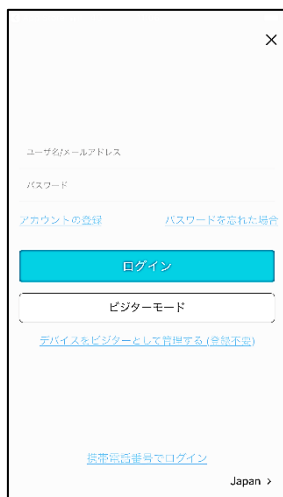 ×
ユーザ名/メールアドレス
パスワード
アカウントの登録 パスワードを忘れた場合
ログイン
ビジターモード
デバイスをビジターとして管理する (登録不要)
携帯電話番号でログイン
Japan >